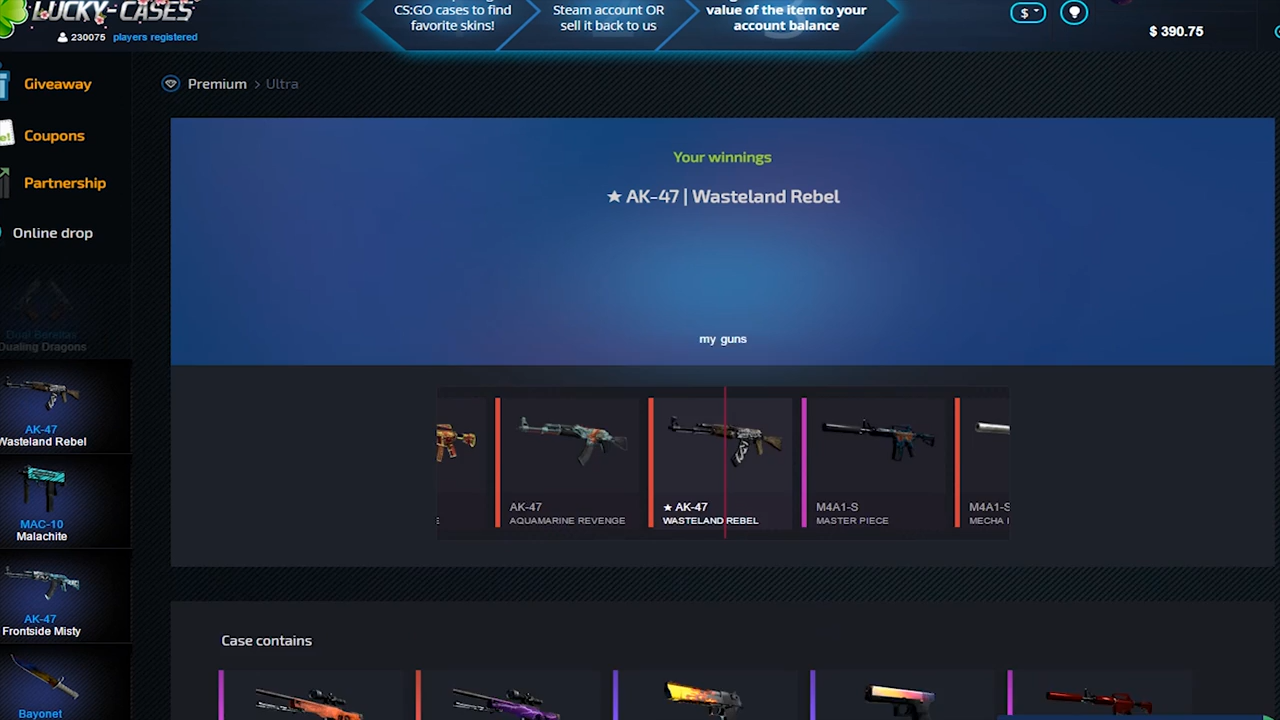 LUCKY-CASES
230075 players registered
CS:GO cases to find
favorite skins!
Steam account OR
sell it back to us
value of the item to your
account balance
$
$ 390.75
Giveaway
Coupons
Partnership
Online drop
Premium > Ultra
Your winnings
★ AK-47 | Wasteland Rebel
my guns
Dual Berettas
Dualing Dragons
AK-47
Wasteland Rebel
MAC-10
Malachite
AK-47
Frontside Misty
Bayonet
AK-47
AQUAMARINE REVENGE
★ AK-47
WASTELAND REBEL
M4A1-S
MASTER PIECE
M4A1-S
MECHA
Case contains